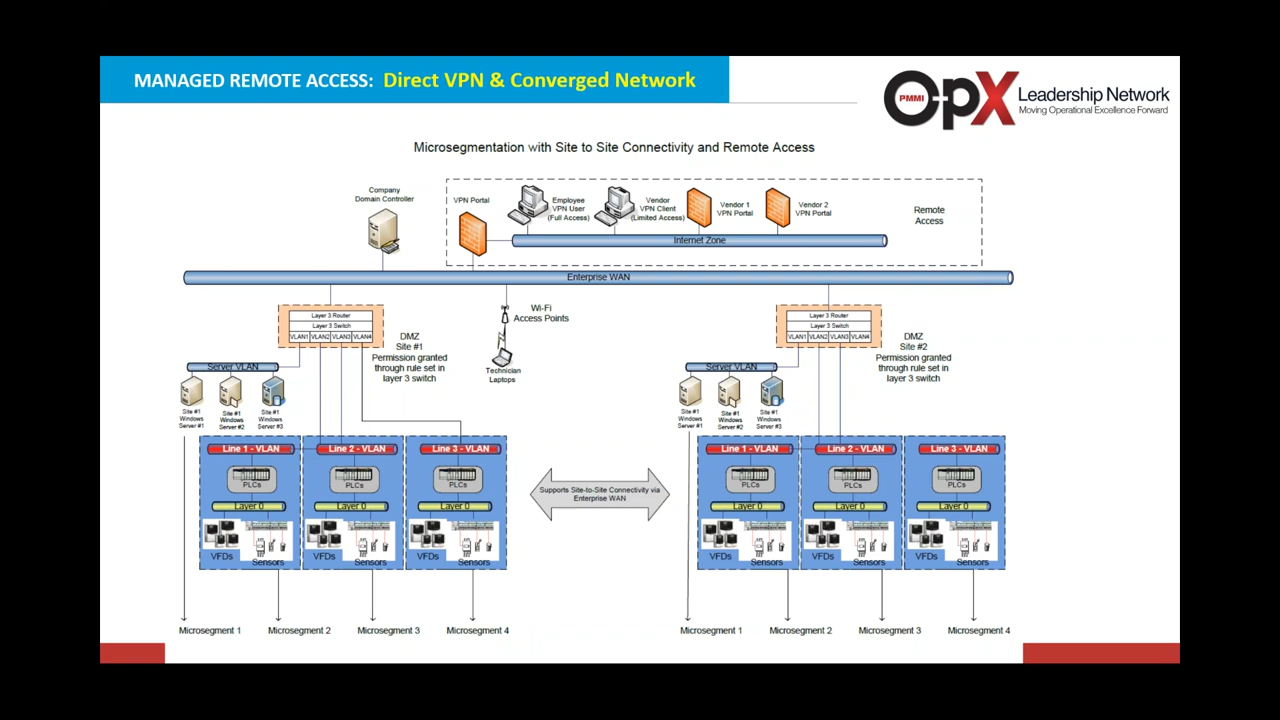 MANAGED REMOTE ACCESS: Direct VPN & Converged Network
PMMI
OpX
Leadership Network
Moving Operational Excellence Forward
Microsegmentation with Site to Site Connectivity and Remote Access
Company
Domain Controller
VPN Portal
Employee
VPN User
(Full Access)
Vendor
VPN Client
(Limited Access)
Vendor 1
VPN Portal
Vendor 2
VPN Portal
Remote
Access
Internet Zone
Enterprise WAN
Layer 3 Router
Layer 3 Switch
VLAN1 VLAN2 VLAN3 VLAN4
DMZ
Site #1
Permission granted
through rule set in
layer 3 switch
Wi-Fi
Access Points
Technician
Laptops
Layer 3 Router
Layer 3 Switch
VLAN1 VLAN2 VLAN3 VLAN4
DMZ
Site #2
Permission granted
through rule set in
layer 3 switch
Server VLAN
Site #1
Windows
Server #1
Site #1
Windows
Server #2
Site #1
Windows
Server #3
Server VLAN
Site #1
Windows
Server #1
Site #1
Windows
Server #2
Site #1
Windows
Server #3
Line 1 - VLAN
PLCs
Layer 0
VFDs
Sensors
Line 2 - VLAN
PLCs
Layer 0
VFDs
Sensors
Line 3 - VLAN
PLCs
Layer 0
VFDs
Sensors
Supports Site-to-Site Connectivity via
Enterprise WAN
Line 1 - VLAN
PLCs
Layer 0
VFDs
Sensors
Line 2 - VLAN
PLCs
Layer 0
VFDs
Sensors
Line 3 - VLAN
PLCs
Layer 0
VFDs
Sensors
Microsegment 1
Microsegment 2
Microsegment 3
Microsegment 4
Microsegment 1
Microsegment 2
Microsegment 3
Microsegment 4